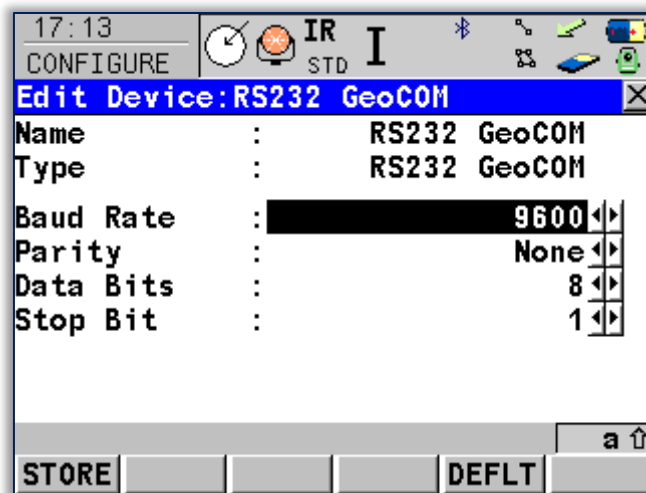 17:13 IR I
CONFIGURE STD
Edit Device:RS232 GeoCOM
Name : RS232 GeoCOM
Type : RS232 GeoCOM
Baud Rate : 9600
Parity : None
Data Bits : 8
Stop Bit : 1
a
STORE DEFLT